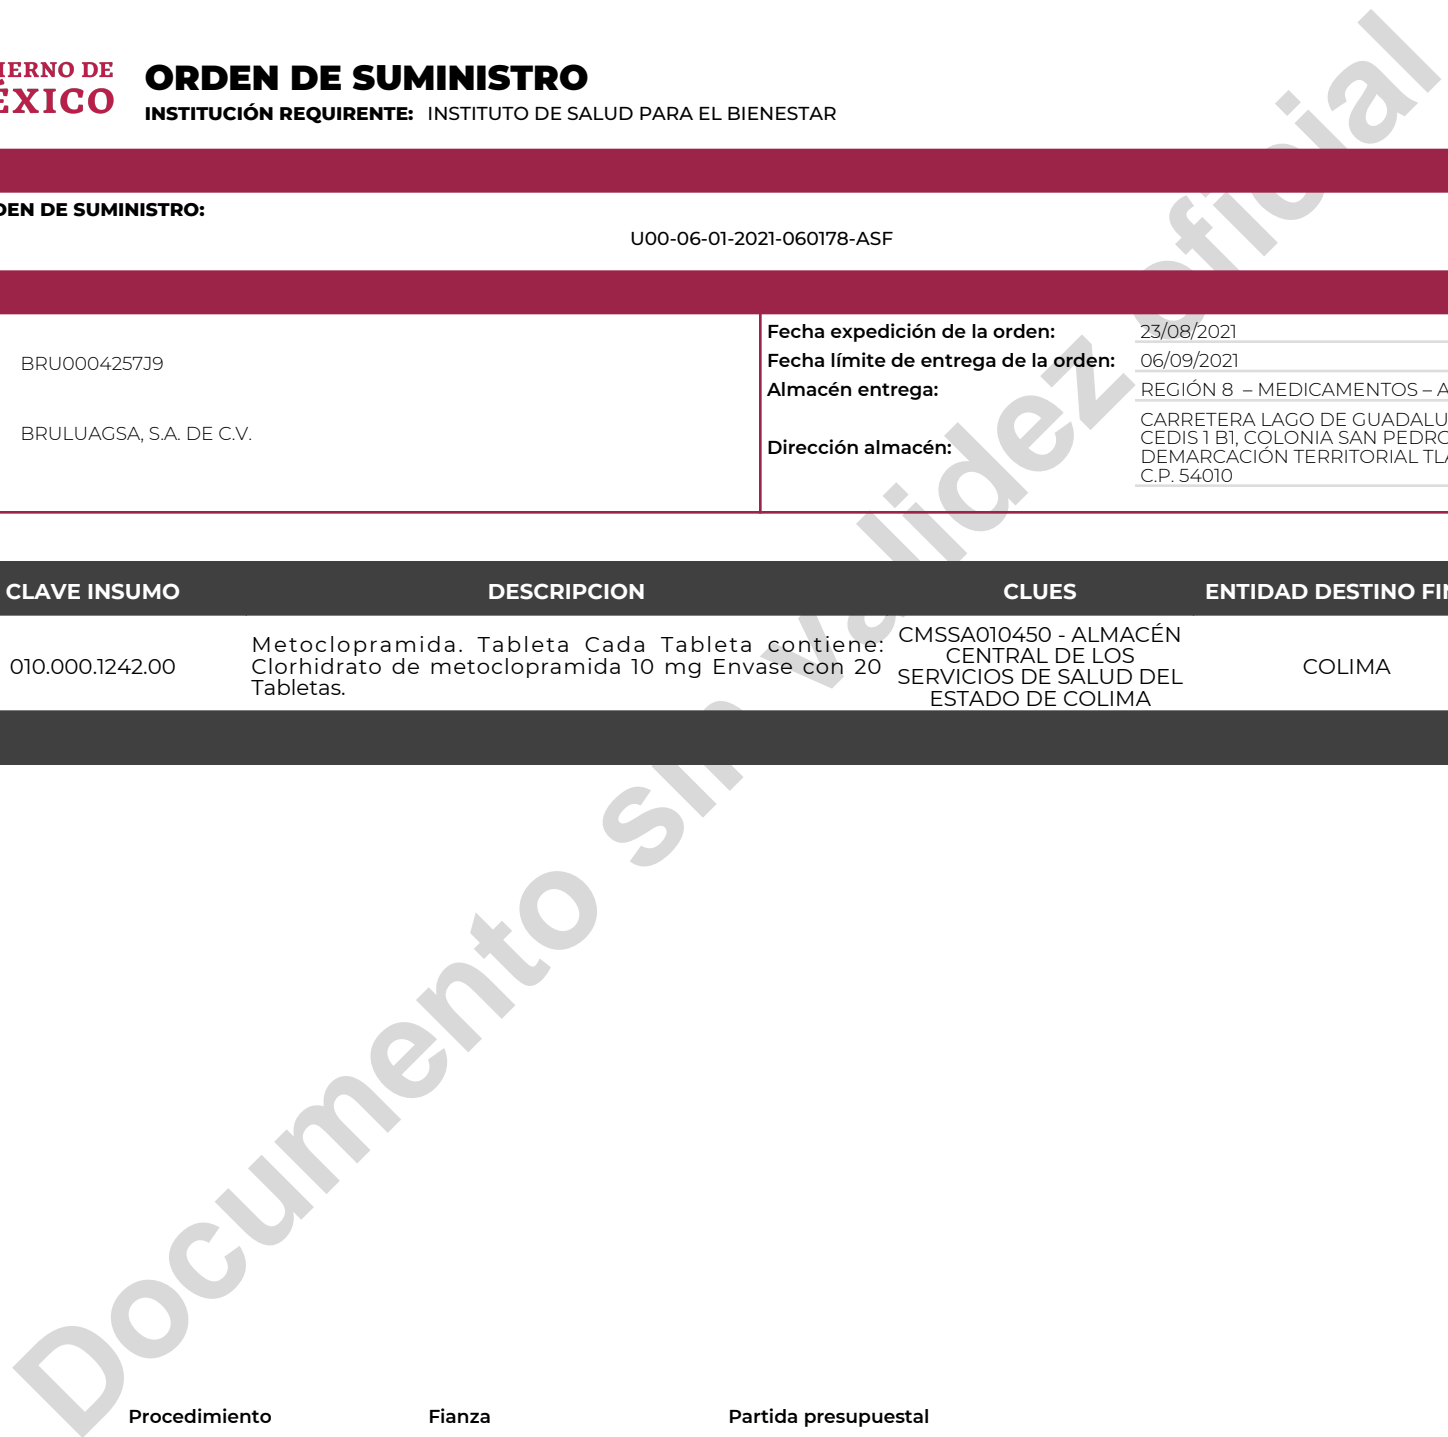 IERNO DE
ÉXICO
ORDEN DE SUMINISTRO
INSTITUCIÓN REQUIRENTE: INSTITUTO DE SALUD PARA EL BIENESTAR
DEN DE SUMINISTRO:
U00-06-01-2021-060178-ASF
BRU0004257J9
BRULUAGSA, S.A. DE C.V.
Fecha expedición de la orden: 23/08/2021
Fecha límite de entrega de la orden: 06/09/2021
Almacén entrega: REGIÓN 8 – MEDICAMENTOS – A
Dirección almacén:
CARRETERA LAGO DE GUADALU
CEDIS 1 B1, COLONIA SAN PEDRO
DEMARCACIÓN TERRITORIAL TLA
C.P. 54010
CLAVE INSUMO DESCRIPCION CLUES ENTIDAD DESTINO FIN
010.000.1242.00
Metoclopramida. Tableta Cada Tableta contiene:
Clorhidrato de metoclopramida 10 mg Envase con 20
Tabletas.
CMSSA010450 - ALMACÉN
CENTRAL DE LOS
SERVICIOS DE SALUD DEL
ESTADO DE COLIMA
COLIMA
Documento sin validez oficial
Procedimiento Fianza Partida presupuestal